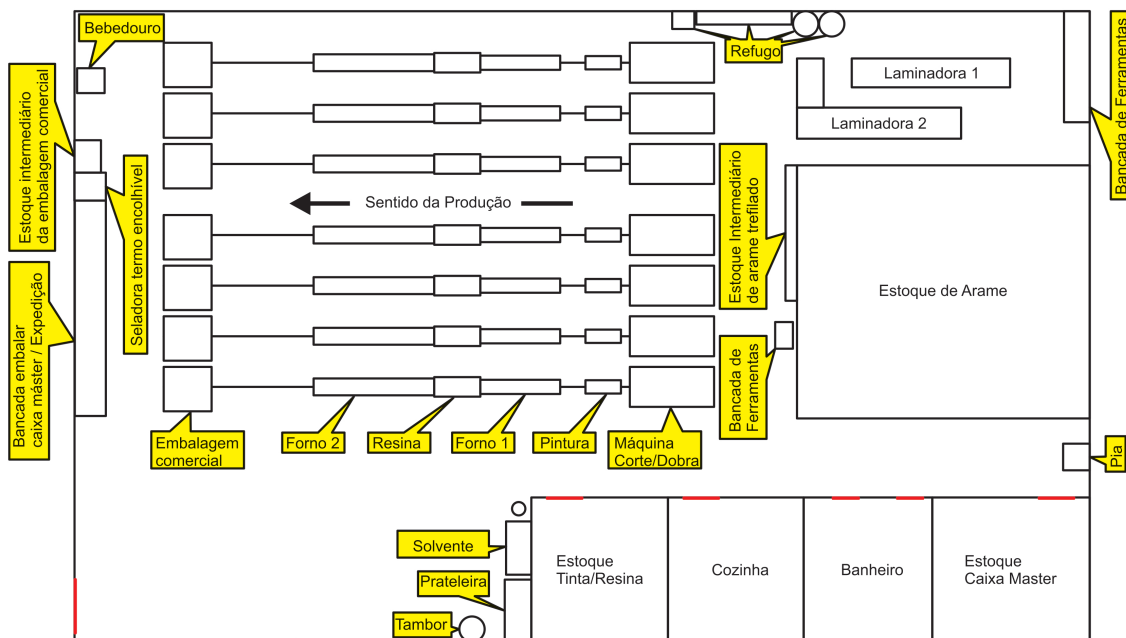 Bebedouro
Refugo
Laminadora 1
Laminadora 2
Bancada de Ferramentas
Estoque intermediário
da embalagem comercial
Seladora termo encolhível
Sentido da Produção
Estoque Intermediário
de arame trefilado
Estoque de Arame
Bancada embalar
caixa máster / Expedição
Bancada de
Ferramentas
Embalagem
comercial
Forno 2
Resina
Forno 1
Pintura
Máquina
Corte/Dobra
Pia
Solvente
Prateleira
Tambor
Estoque
Tinta/Resina
Cozinha
Banheiro
Estoque
Caixa Master